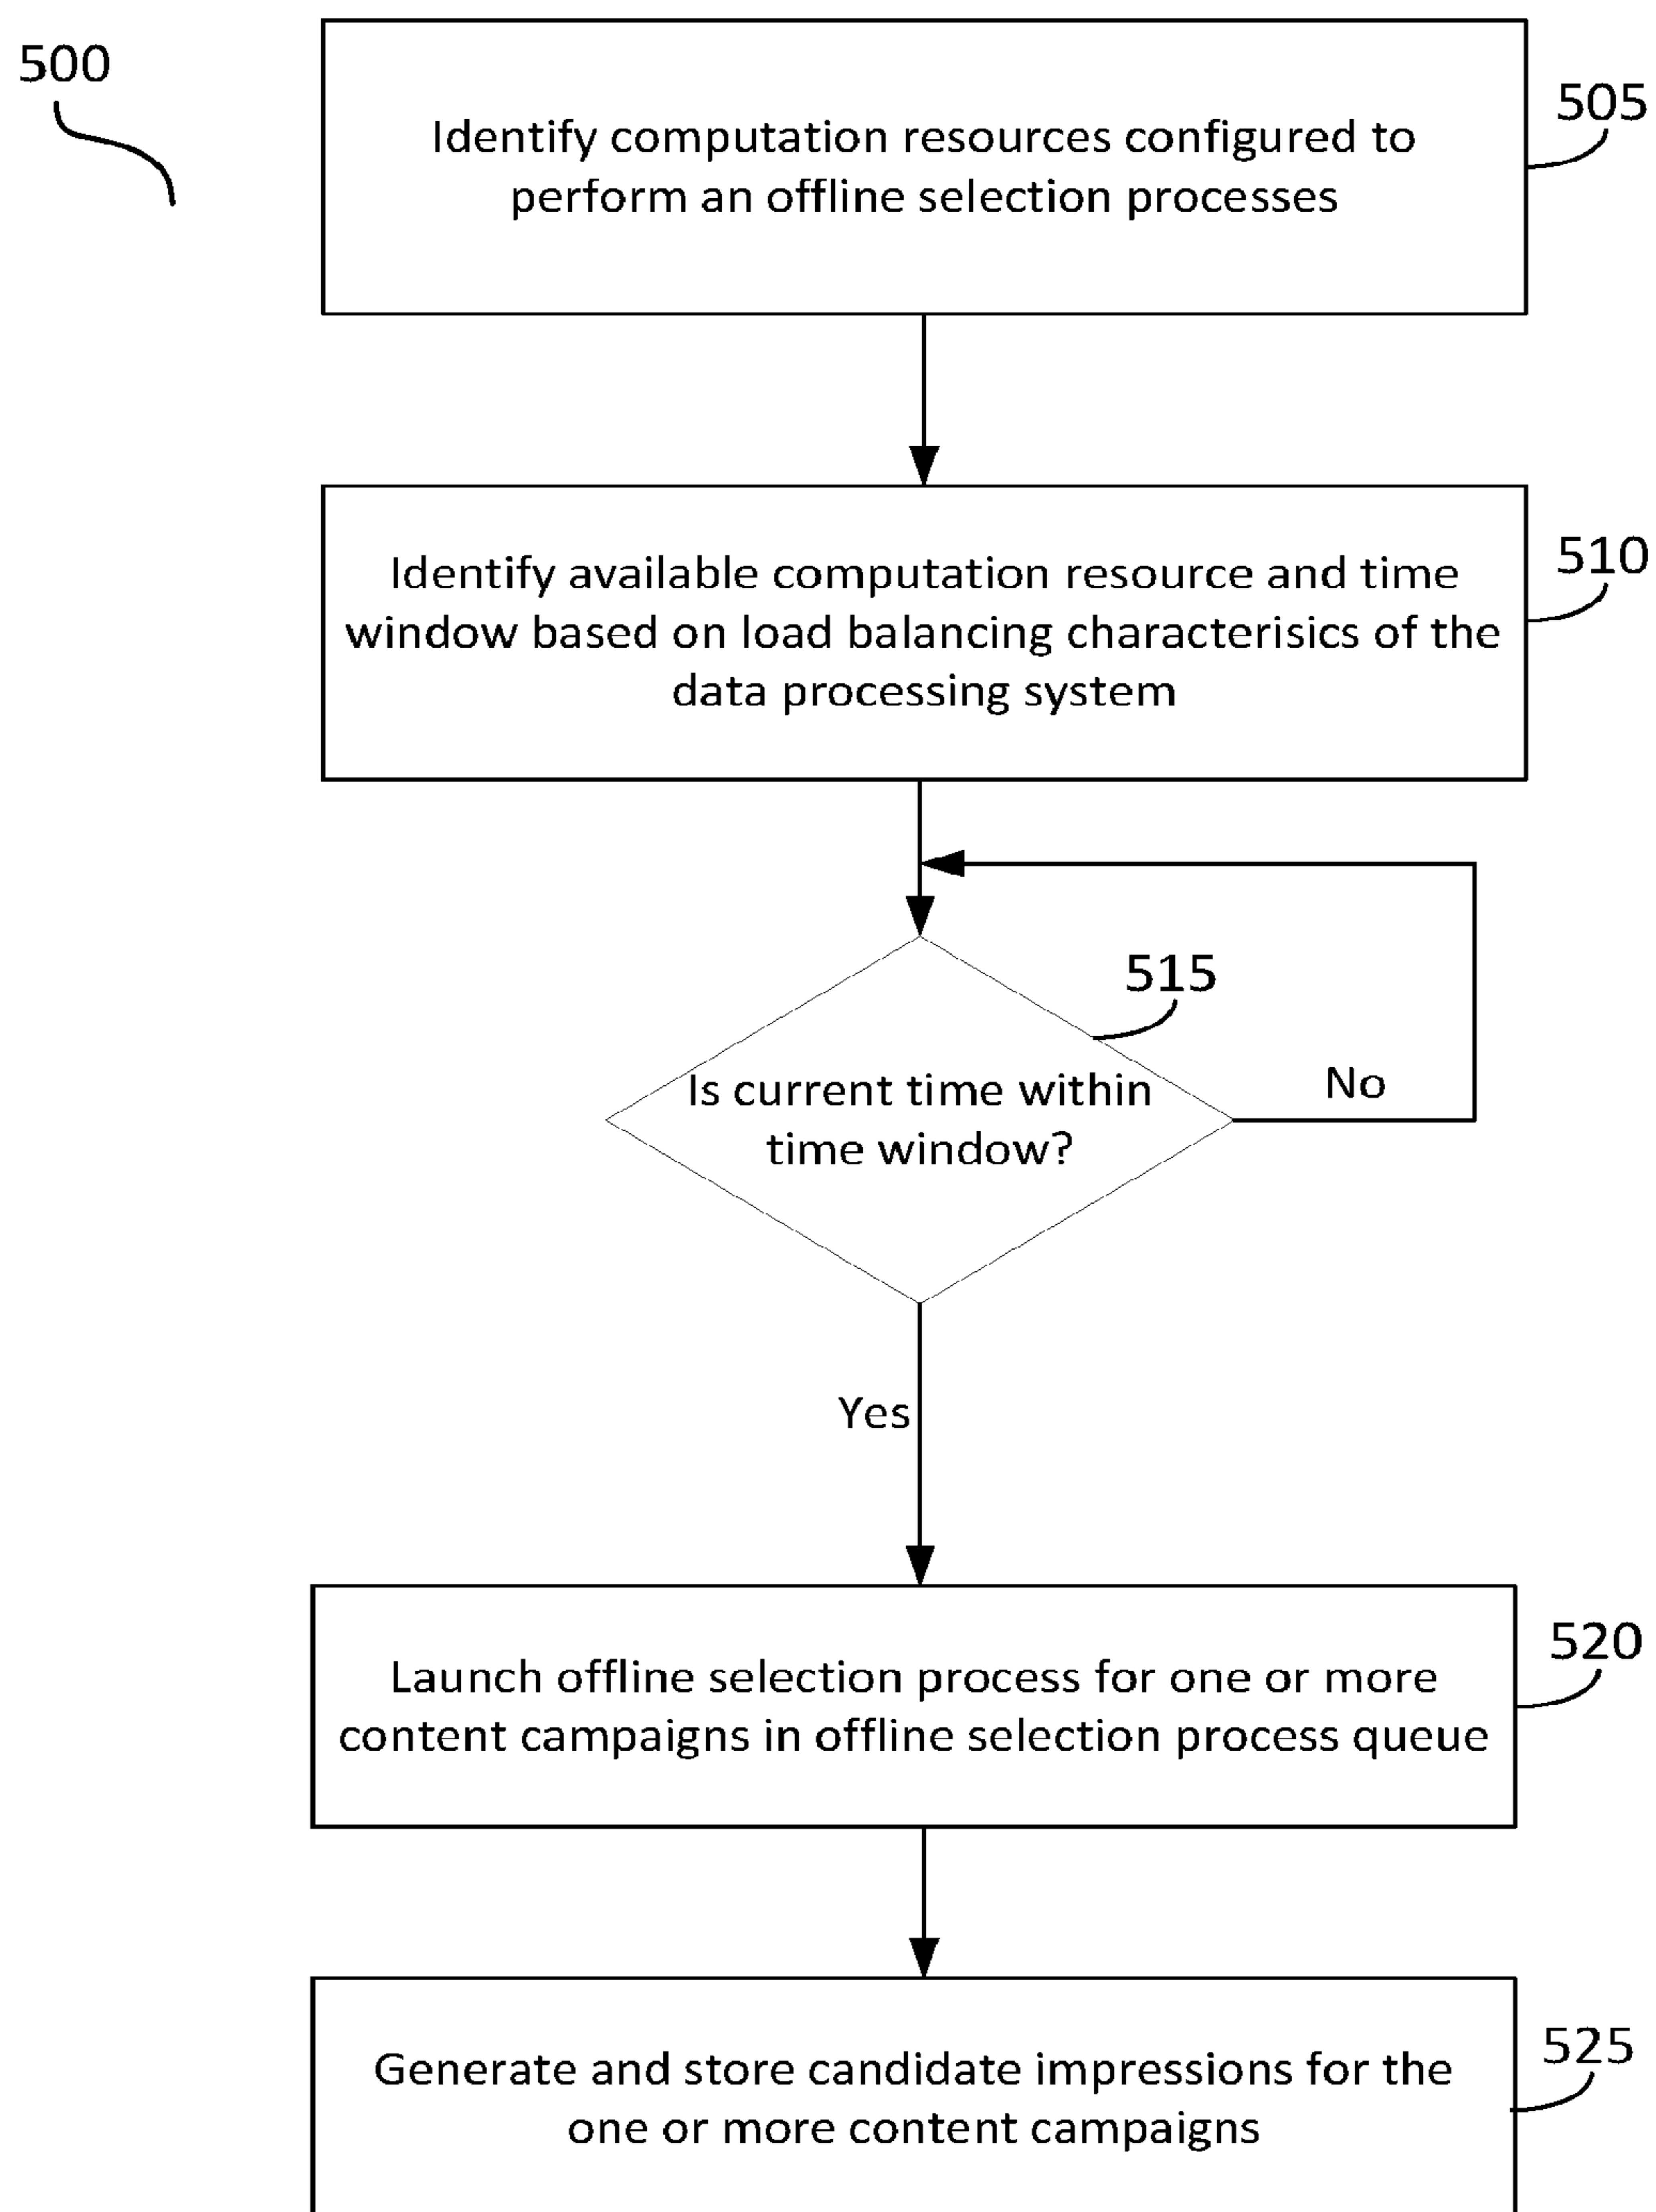 500
505
Identify computation resources configured to
perform an offline selection processes
510
Identify available computation resource and time
window based on load balancing characterisics of the
data processing system
515
Is current time within
time window?
No
Yes
520
Launch offline selection process for one or more
content campaigns in offline selection process queue
525
Generate and store candidate impressions for the
one or more content campaigns